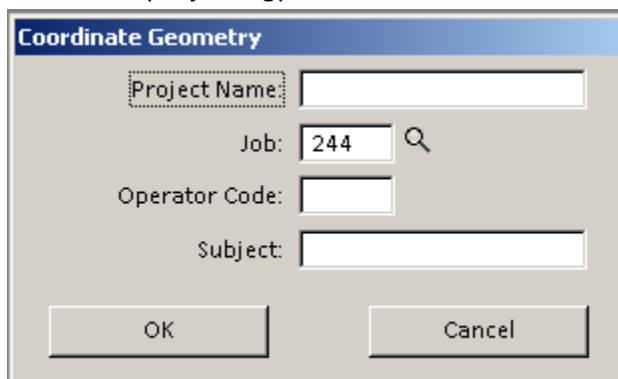 Coordinate Geometry
Project Name:
Job: 244
Operator Code:
Subject:
OK Cancel